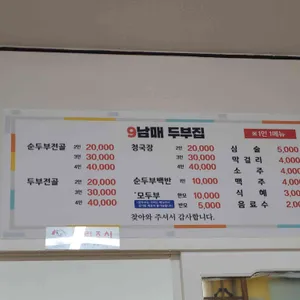 9남매 두부집
※1인 1메뉴
순두부전골 2인 20,000
3인 30,000
4인 40,000
두부전골 2인 20,000
3인 30,000
4인 40,000
청국장 2인 20,000
3인 30,000
4인 40,000
순두부백반 1인 10,000
모두부 한모 10,000
반모 5,000
심술 5,000
막걸리 4,000
소주 4,000
맥주 4,000
식혜 3,000
음료수 2,000
찾아와 주셔서 감사합니다.